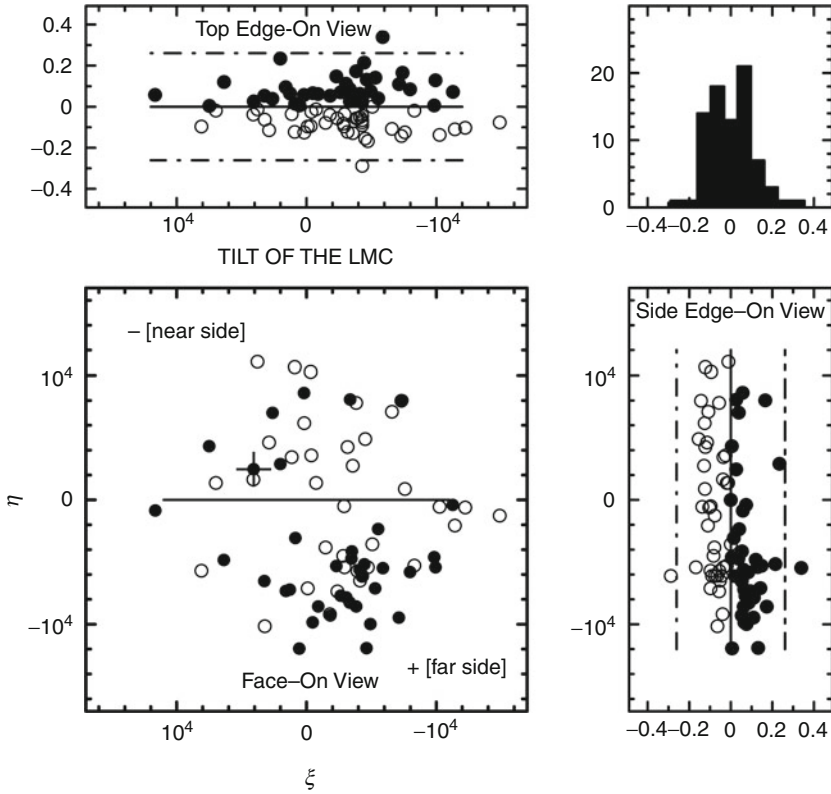 Top Edge-On View
0.4
0.2
0
−0.2
−0.4
10⁴ 0 −10⁴
20
10
0
−0.4 −0.2 0 0.2 0.4
TILT OF THE LMC
− [near side]
10⁴
0
−10⁴
η
+ [far side]
Face–On View
10⁴ 0 −10⁴
ξ
Side Edge–On View
10⁴
0
−10⁴
−0.4 −0.2 0 0.2 0.4